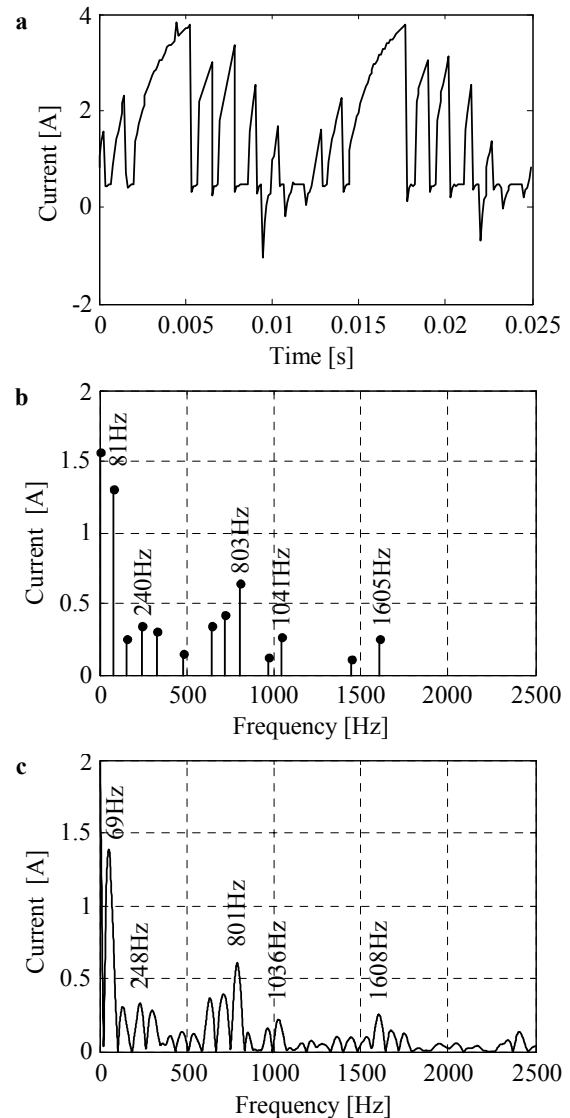 a
4
2
0
-2
Current [A]
0 0.005 0.01 0.015 0.02 0.025
Time [s]
b
2
1.5
1
0.5
0
Current [A]
81Hz
240Hz
803Hz
1041Hz
1605Hz
0 500 1000 1500 2000 2500
Frequency [Hz]
c
2
1.5
1
0.5
0
Current [A]
69Hz
248Hz
801Hz
1036Hz
1608Hz
0 500 1000 1500 2000 2500
Frequency [Hz]